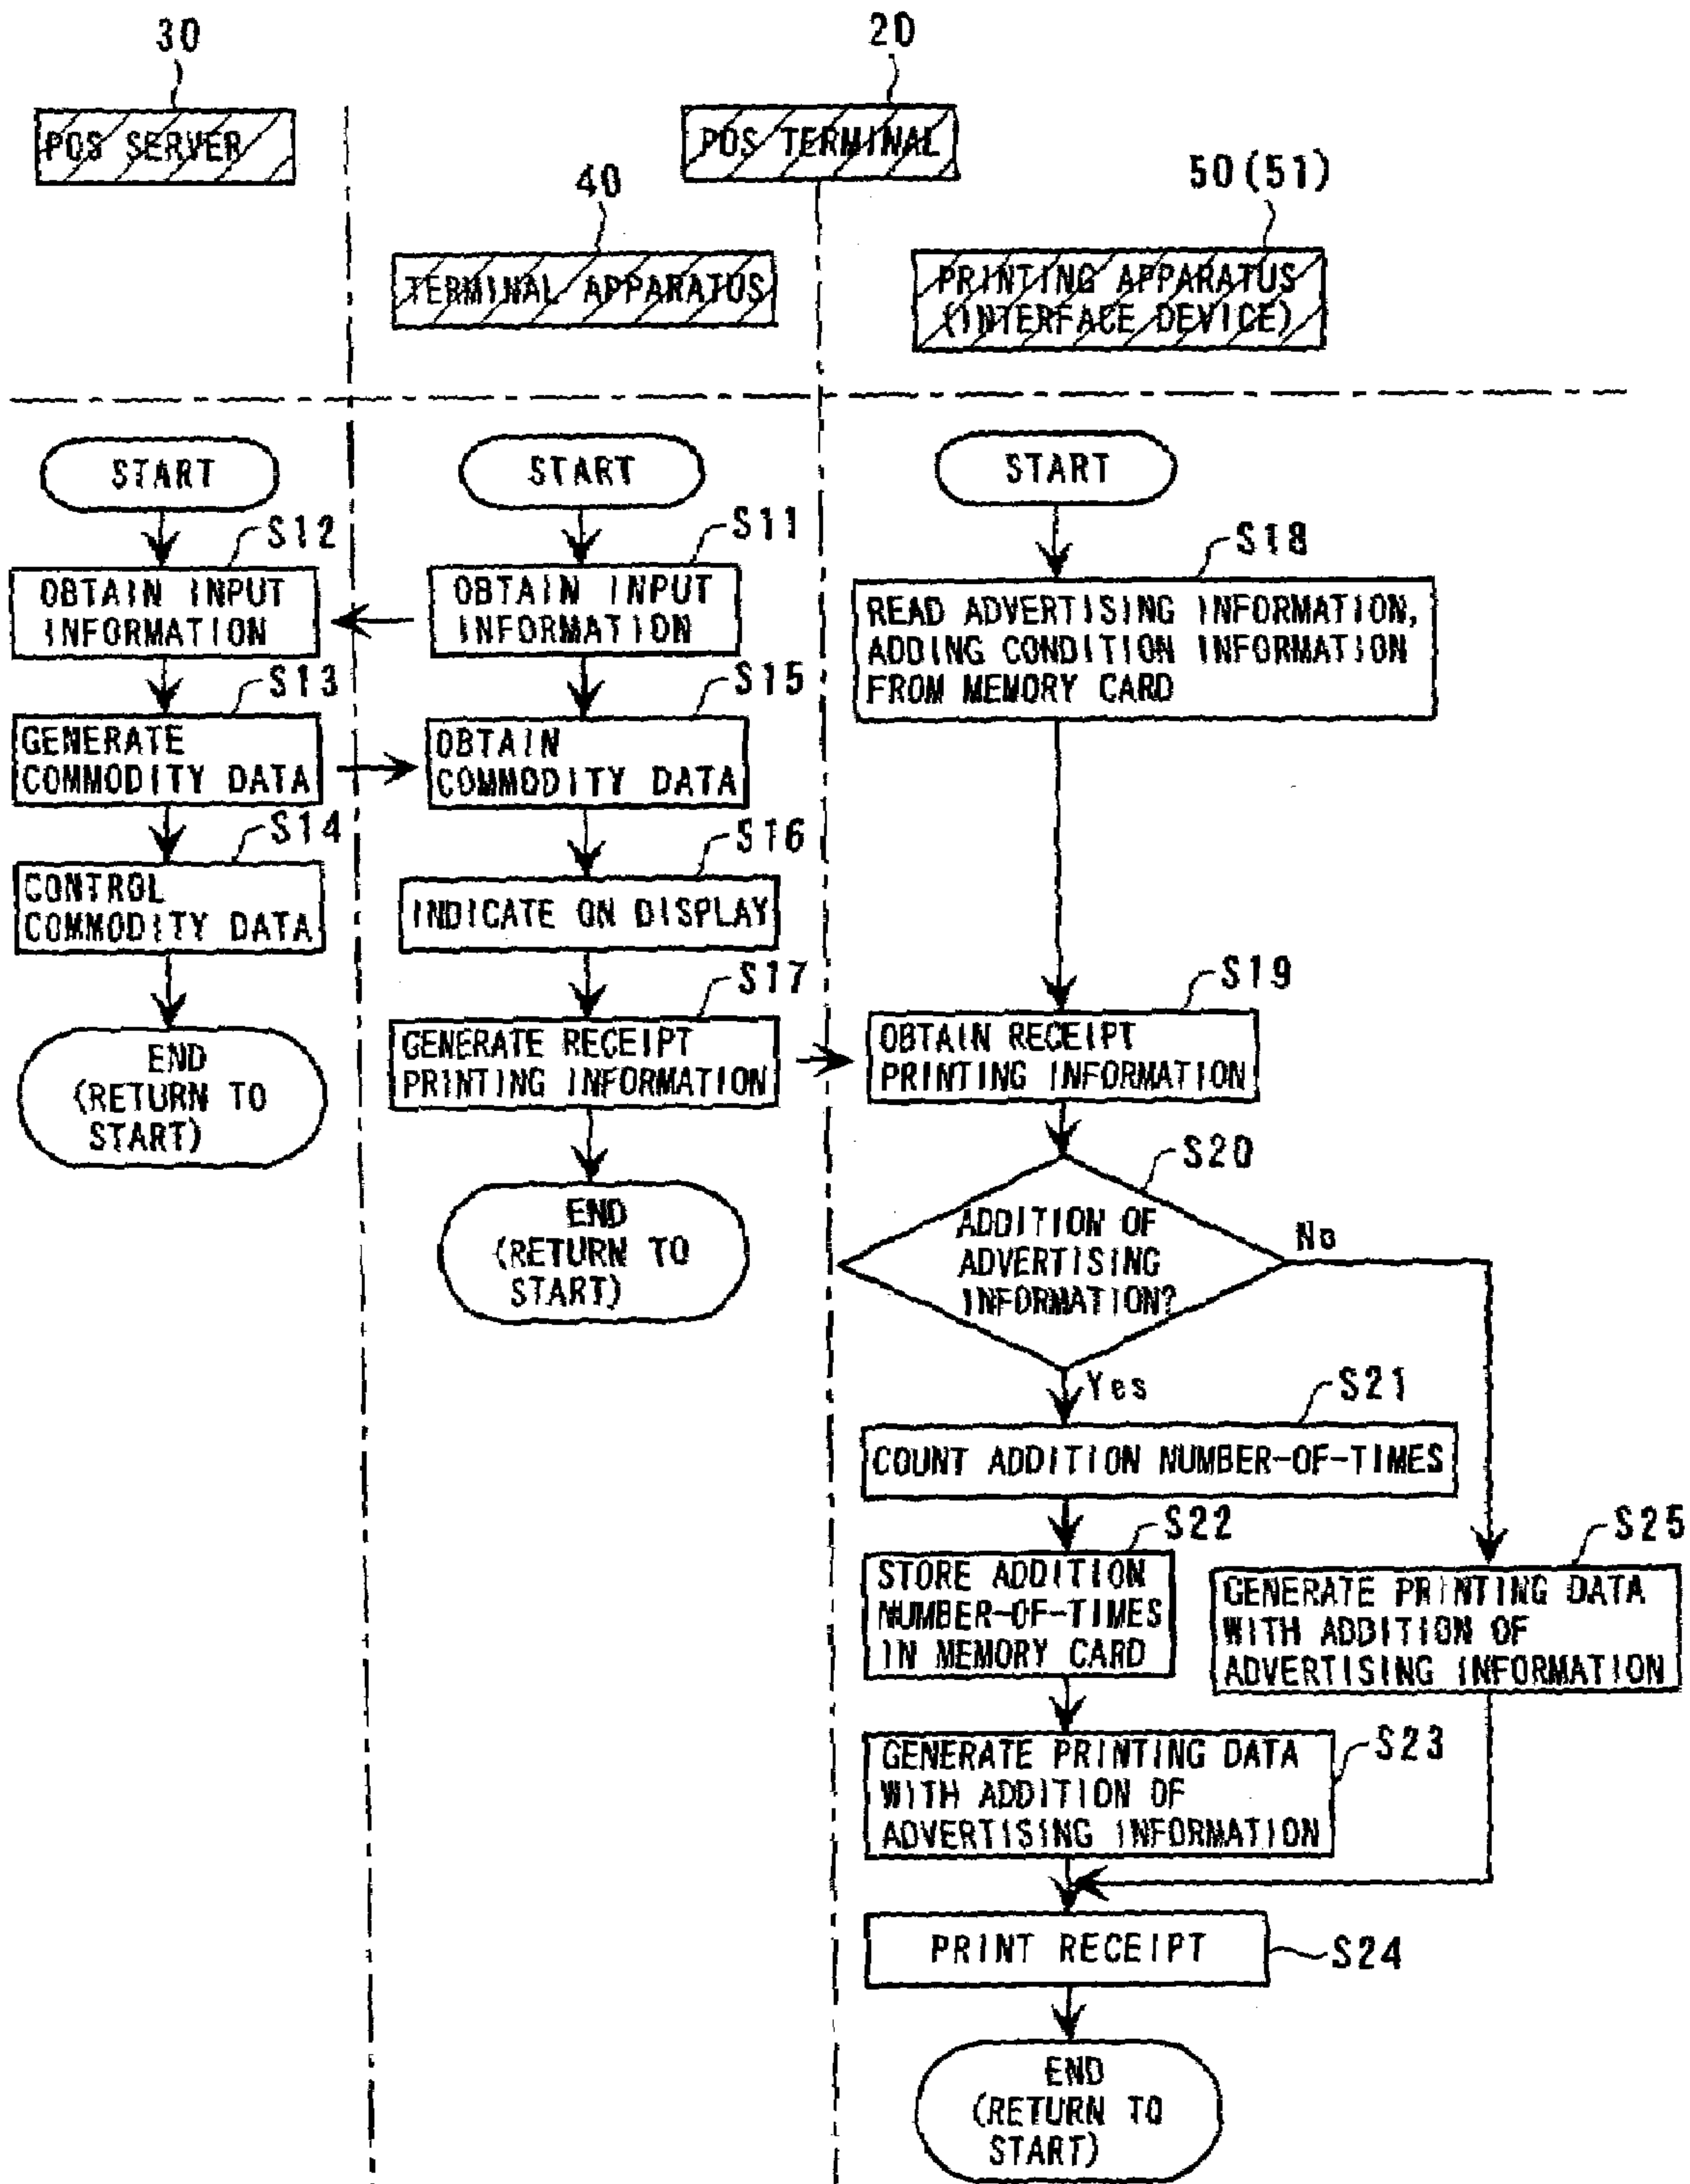 30
20
POS SERVER
POS TERMINAL
40
50(51)
TERMINAL APPARATUS
PRINTING APPARATUS
(INTERFACE DEVICE)
START
START
START
S12
S11
S18
OBTAIN INPUT
INFORMATION
OBTAIN INPUT
INFORMATION
READ ADVERTISING INFORMATION,
ADDING CONDITION INFORMATION
FROM MEMORY CARD
S13
S15
GENERATE
COMMODITY DATA
OBTAIN
COMMODITY DATA
S14
S16
CONTROL
COMMODITY DATA
INDICATE ON DISPLAY
S17
S19
END
(RETURN TO
START)
GENERATE RECEIPT
PRINTING INFORMATION
OBTAIN RECEIPT
PRINTING INFORMATION
S20
END
(RETURN TO
START)
ADDITION OF
ADVERTISING
INFORMATION?
No
Yes
S21
COUNT ADDITION NUMBER-OF-TIMES
S22
S25
STORE ADDITION
NUMBER-OF-TIMES
IN MEMORY CARD
GENERATE PRINTING DATA
WITH ADDITION OF
ADVERTISING INFORMATION
S23
GENERATE PRINTING DATA
WITH ADDITION OF
ADVERTISING INFORMATION
PRINT RECEIPT
S24
END
(RETURN TO
START)